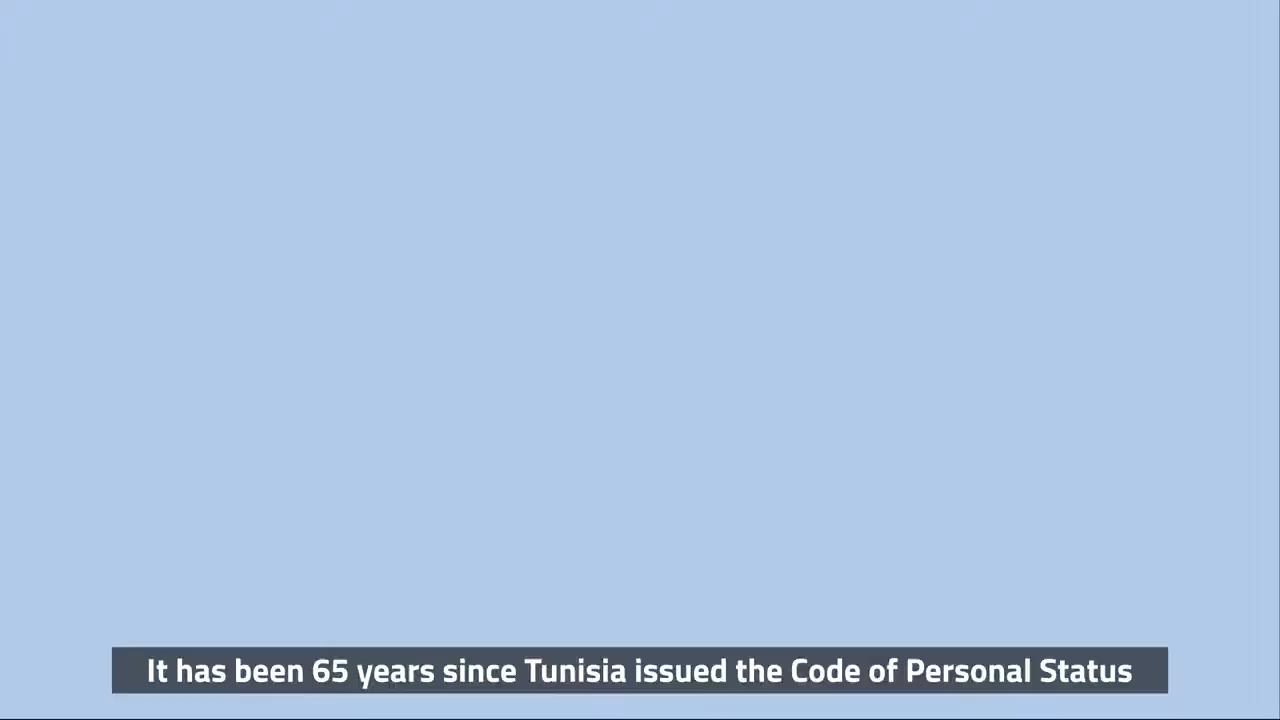 It has been 65 years since Tunisia issued the Code of Personal Status